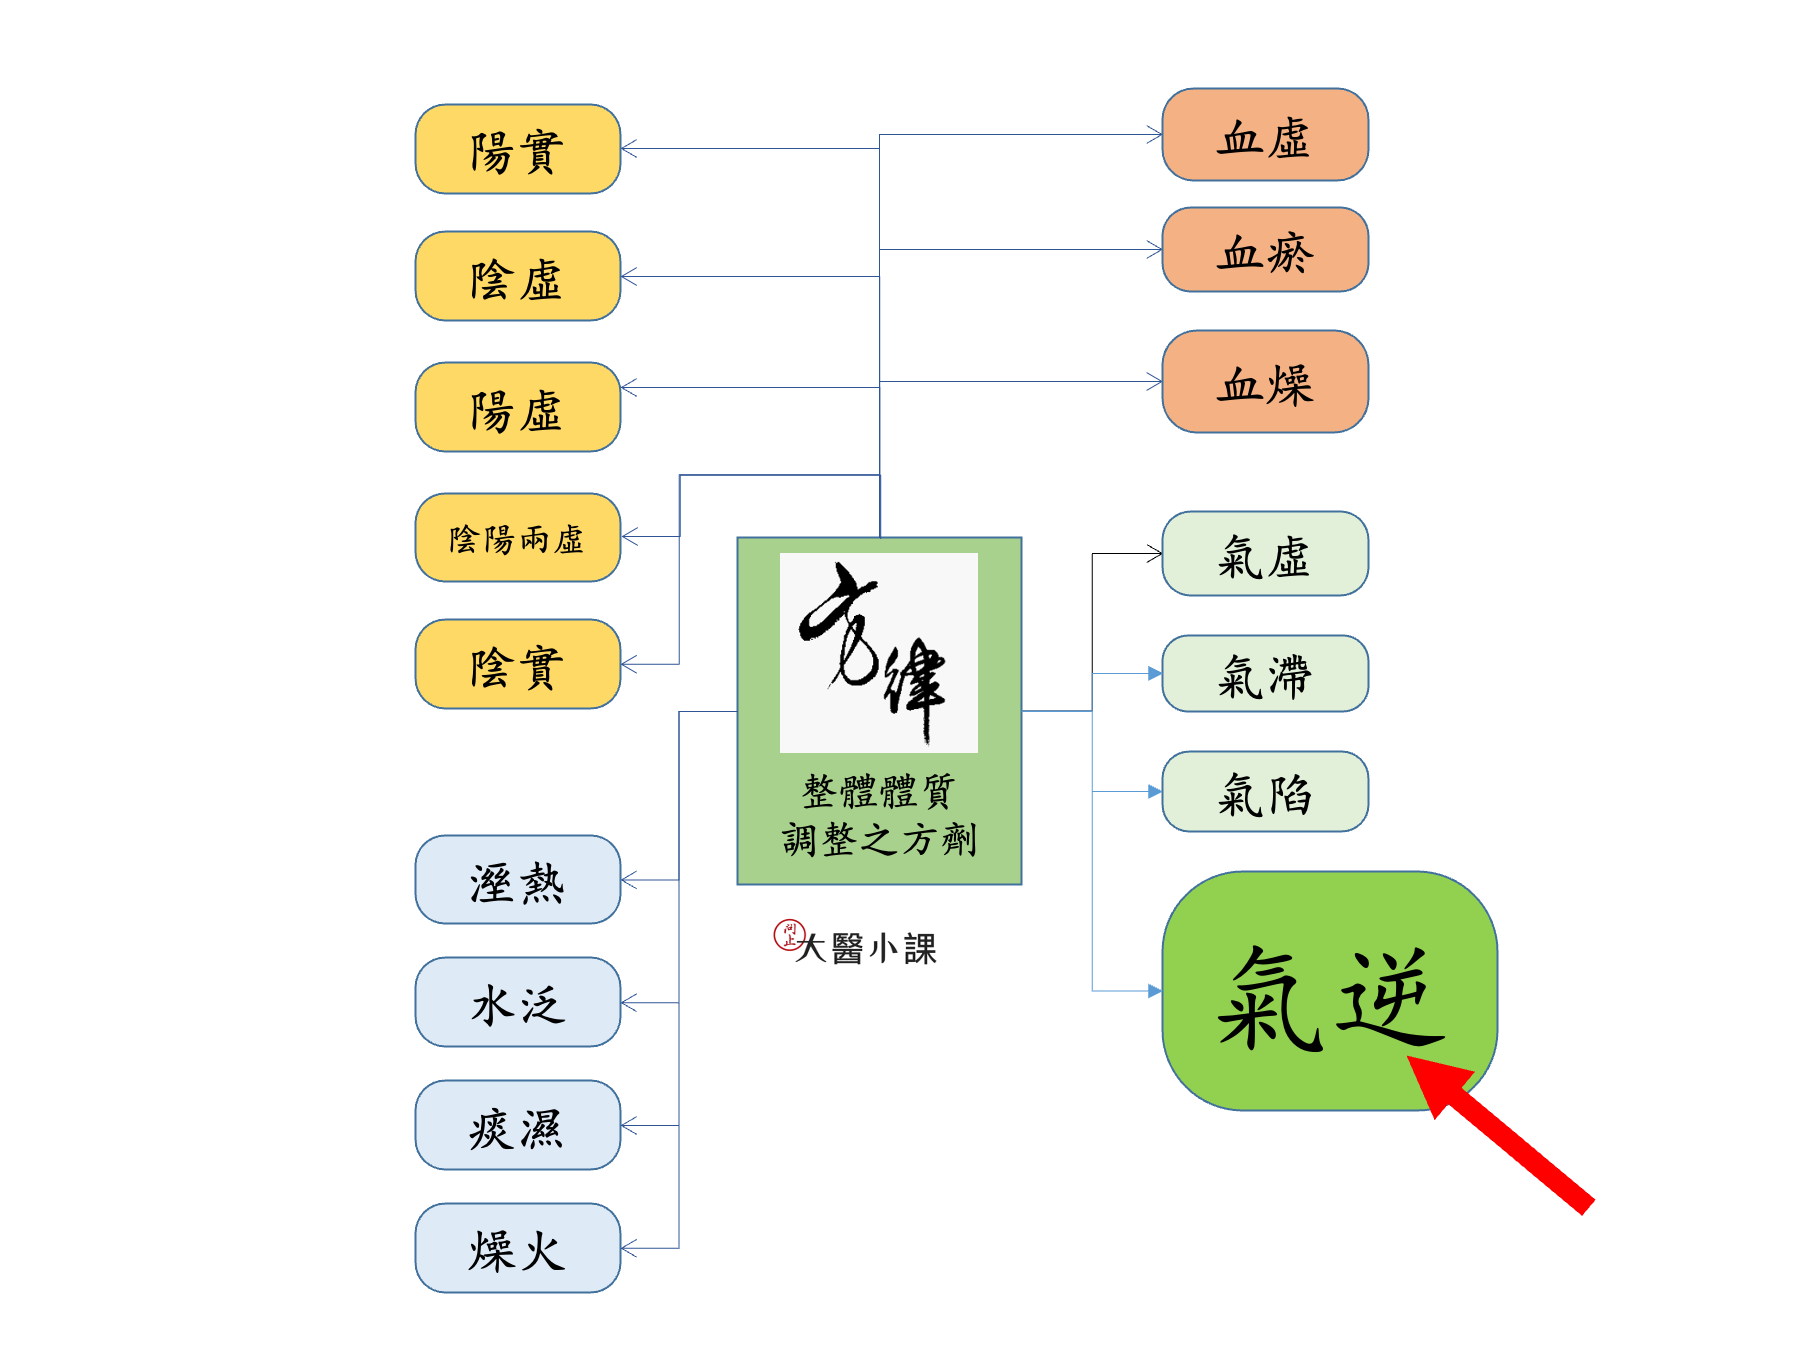 陽實
陰虛
陽虛
陰陽兩虛
陰實
溼熱
水泛
痰濕
燥火
方律
整體體質
調整之方劑
問止
大醫小課
血虛
血瘀
血燥
氣虛
氣滯
氣陷
氣逆